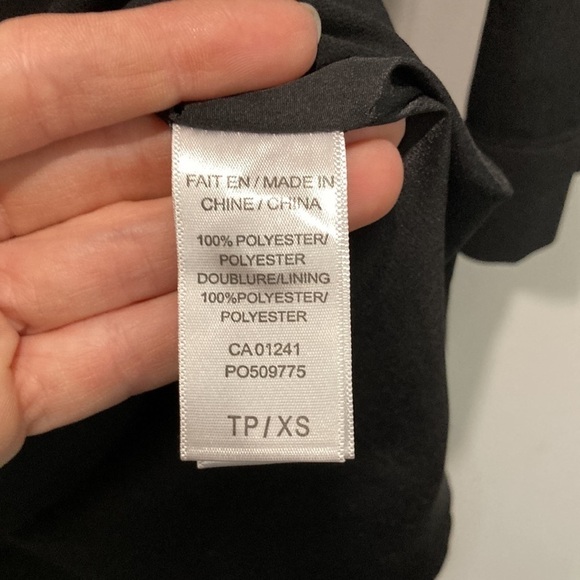 FAIT EN / MADE IN
CHINE / CHINA
100% POLYESTER/
POLYESTER
DOUBLURE/LINING
100%POLYESTER/
POLYESTER
CA 01241
PO509775
TP / XS